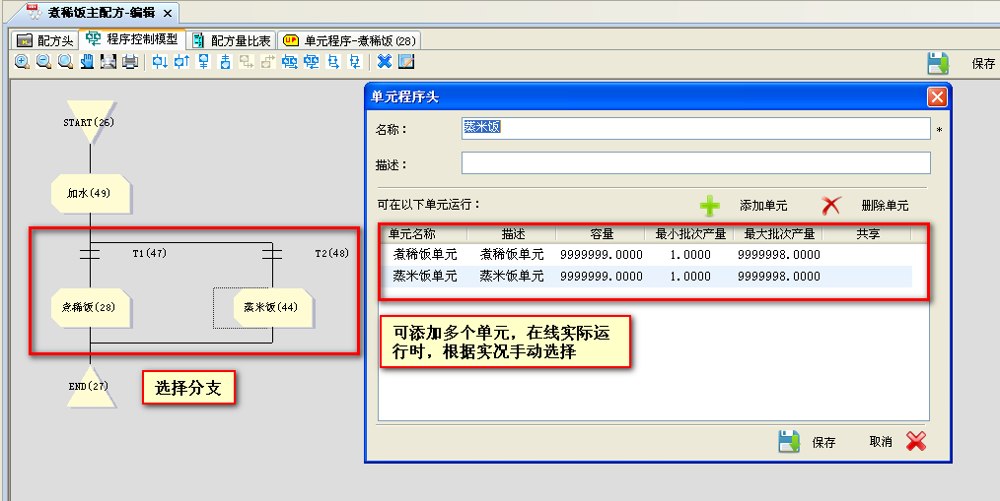 煮稀饭主配方-编辑
配方头 程序控制模型 配方量比表 单元程序-煮稀饭(28)
保存
START(26)
加水(49)
T1(47) T2(48)
煮稀饭(28) 蒸米饭(44)
END(27)
选择分支
单元程序头
名称： 蒸米饭 *
描述：
可在以下单元运行： 添加单元 删除单元
单元名称 描述 容量 最小批次产量 最大批次产量 共享
煮稀饭单元 煮稀饭单元 9999999.0000 1.0000 9999998.0000
蒸米饭单元 蒸米饭单元 9999999.0000 1.0000 9999998.0000
可添加多个单元，在线实际运
行时，根据实况手动选择
保存 取消